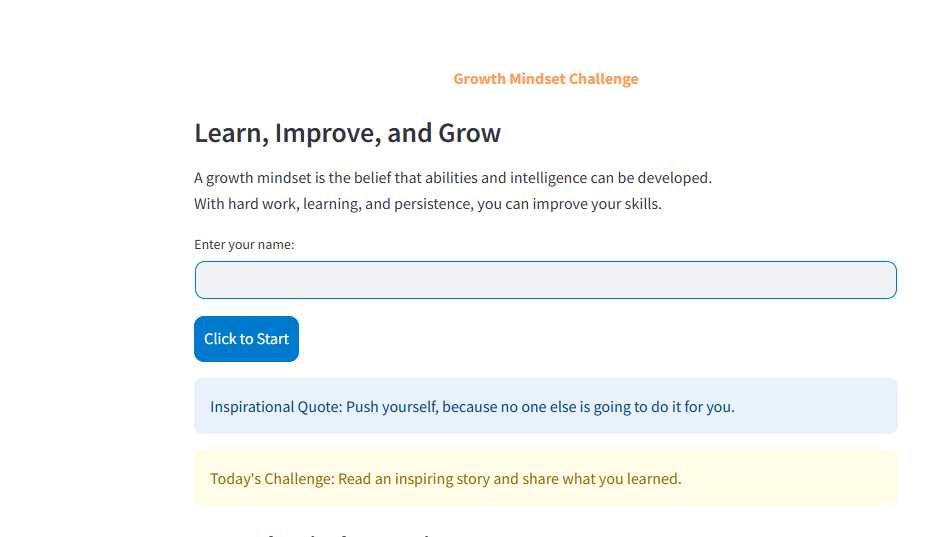 Growth Mindset Challenge
Learn, Improve, and Grow
A growth mindset is the belief that abilities and intelligence can be developed.
With hard work, learning, and persistence, you can improve your skills.
Enter your name:
Click to Start
Inspirational Quote: Push yourself, because no one else is going to do it for you.
Today's Challenge: Read an inspiring story and share what you learned.